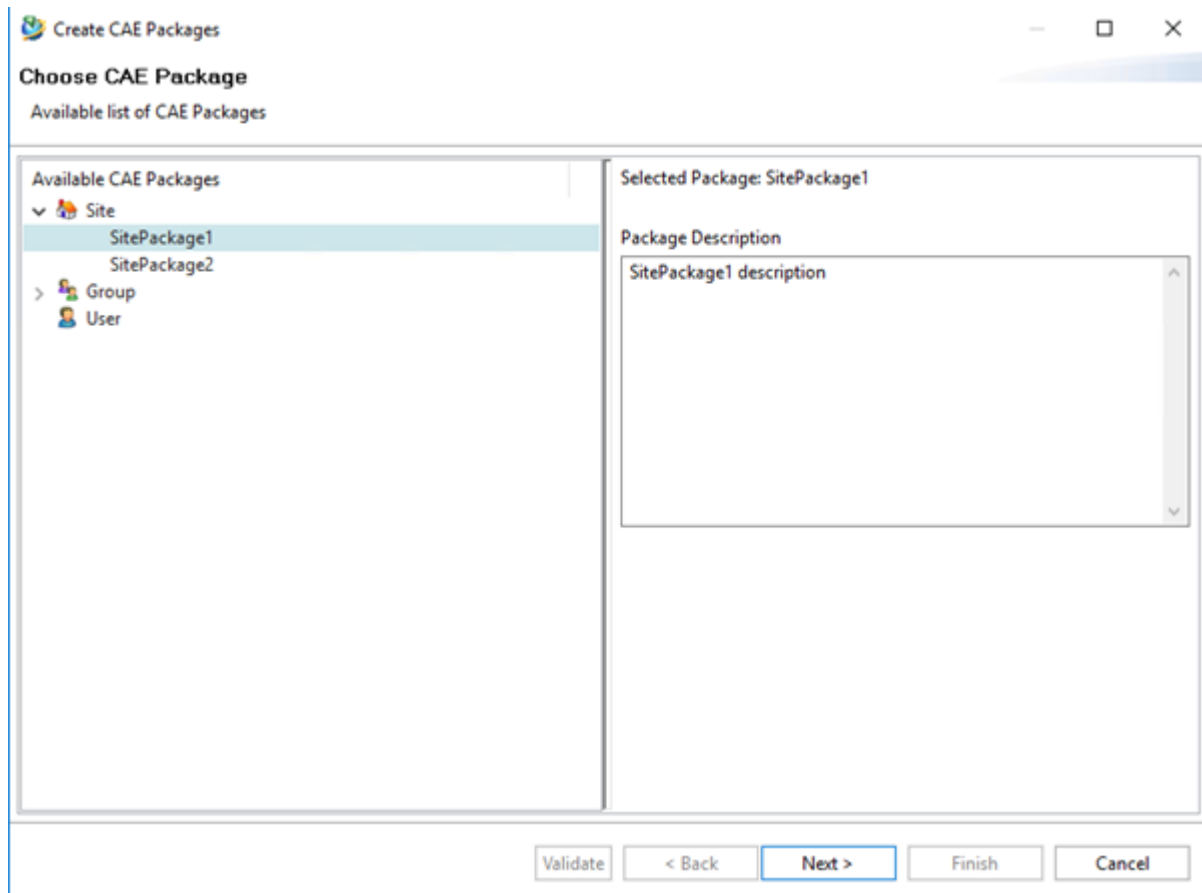 Create CAE Packages
Choose CAE Package
Available list of CAE Packages
Available CAE Packages
Site
SitePackage1
SitePackage2
Group
User
Selected Package: SitePackage1
Package Description
SitePackage1 description
Validate
< Back
Next >
Finish
Cancel